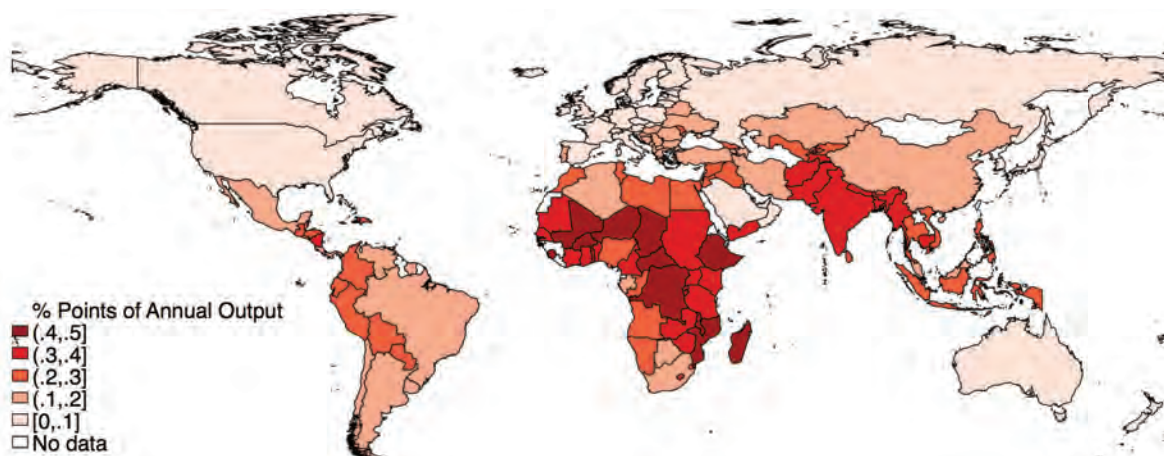 % Points of Annual Output
(.4,.5]
(.3,.4]
(.2,.3]
(.1,.2]
[0,.1]
No data